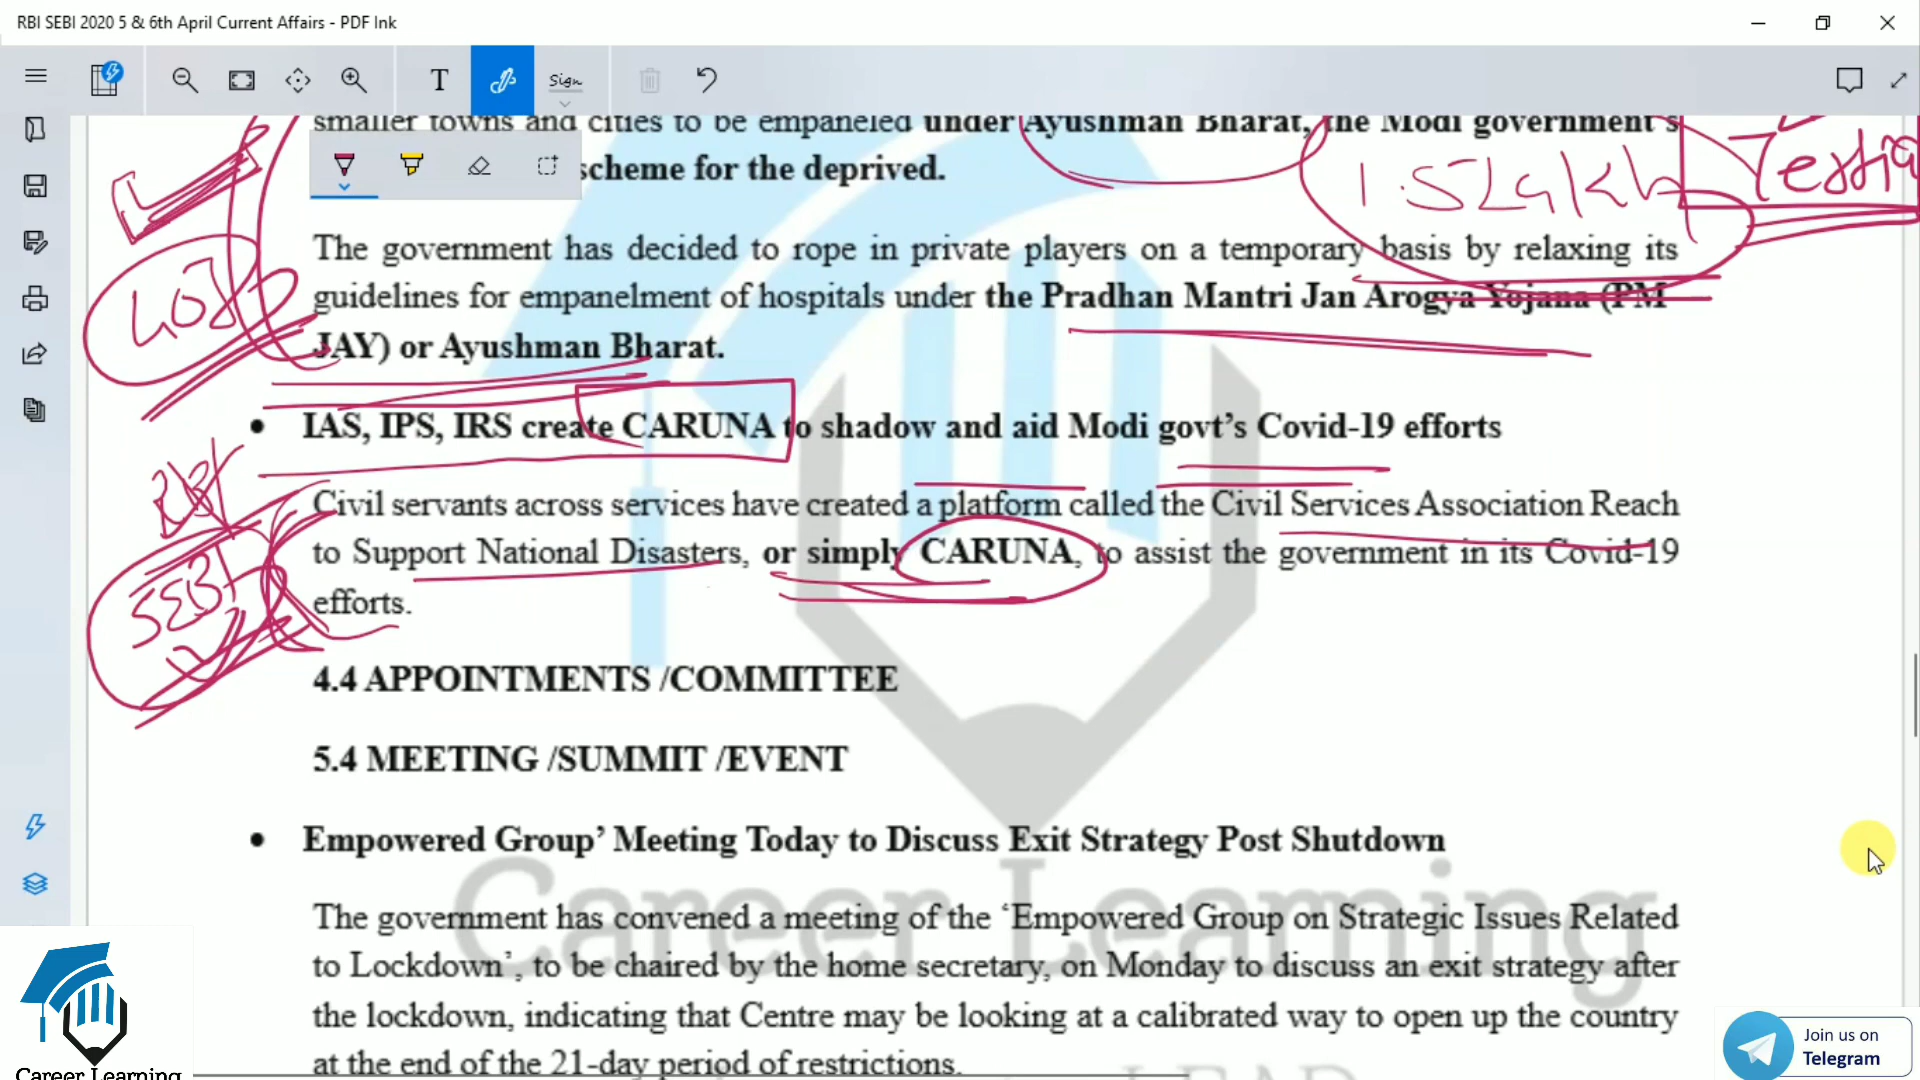 RBI SEBI 2020 5 & 6th April Current Affairs - PDF Ink
T
Sign
smaller towns and cities to be empaneled under Ayushman Bharat, the Modi government's
scheme for the deprived.
1.5 Lakh
The government has decided to rope in private players on a temporary basis by relaxing its
guidelines for empanelment of hospitals under the Pradhan Mantri Jan Arogya Yojana (PM
JAY) or Ayushman Bharat.
• IAS, IPS, IRS create CARUNA to shadow and aid Modi govt's Covid-19 efforts
RBI
SEBI
Civil servants across services have created a platform called the Civil Services Association Reach
to Support National Disasters, or simply CARUNA, to assist the government in its Covid-19
efforts.
4.4 APPOINTMENTS /COMMITTEE
5.4 MEETING /SUMMIT /EVENT
• Empowered Group’ Meeting Today to Discuss Exit Strategy Post Shutdown
The government has convened a meeting of the ‘Empowered Group on Strategic Issues Related
to Lockdown’, to be chaired by the home secretary, on Monday to discuss an exit strategy after
the lockdown, indicating that Centre may be looking at a calibrated way to open up the country
at the end of the 21-day period of restrictions.
Career Learning
LEAD
Career Learning
Join us on
Telegram